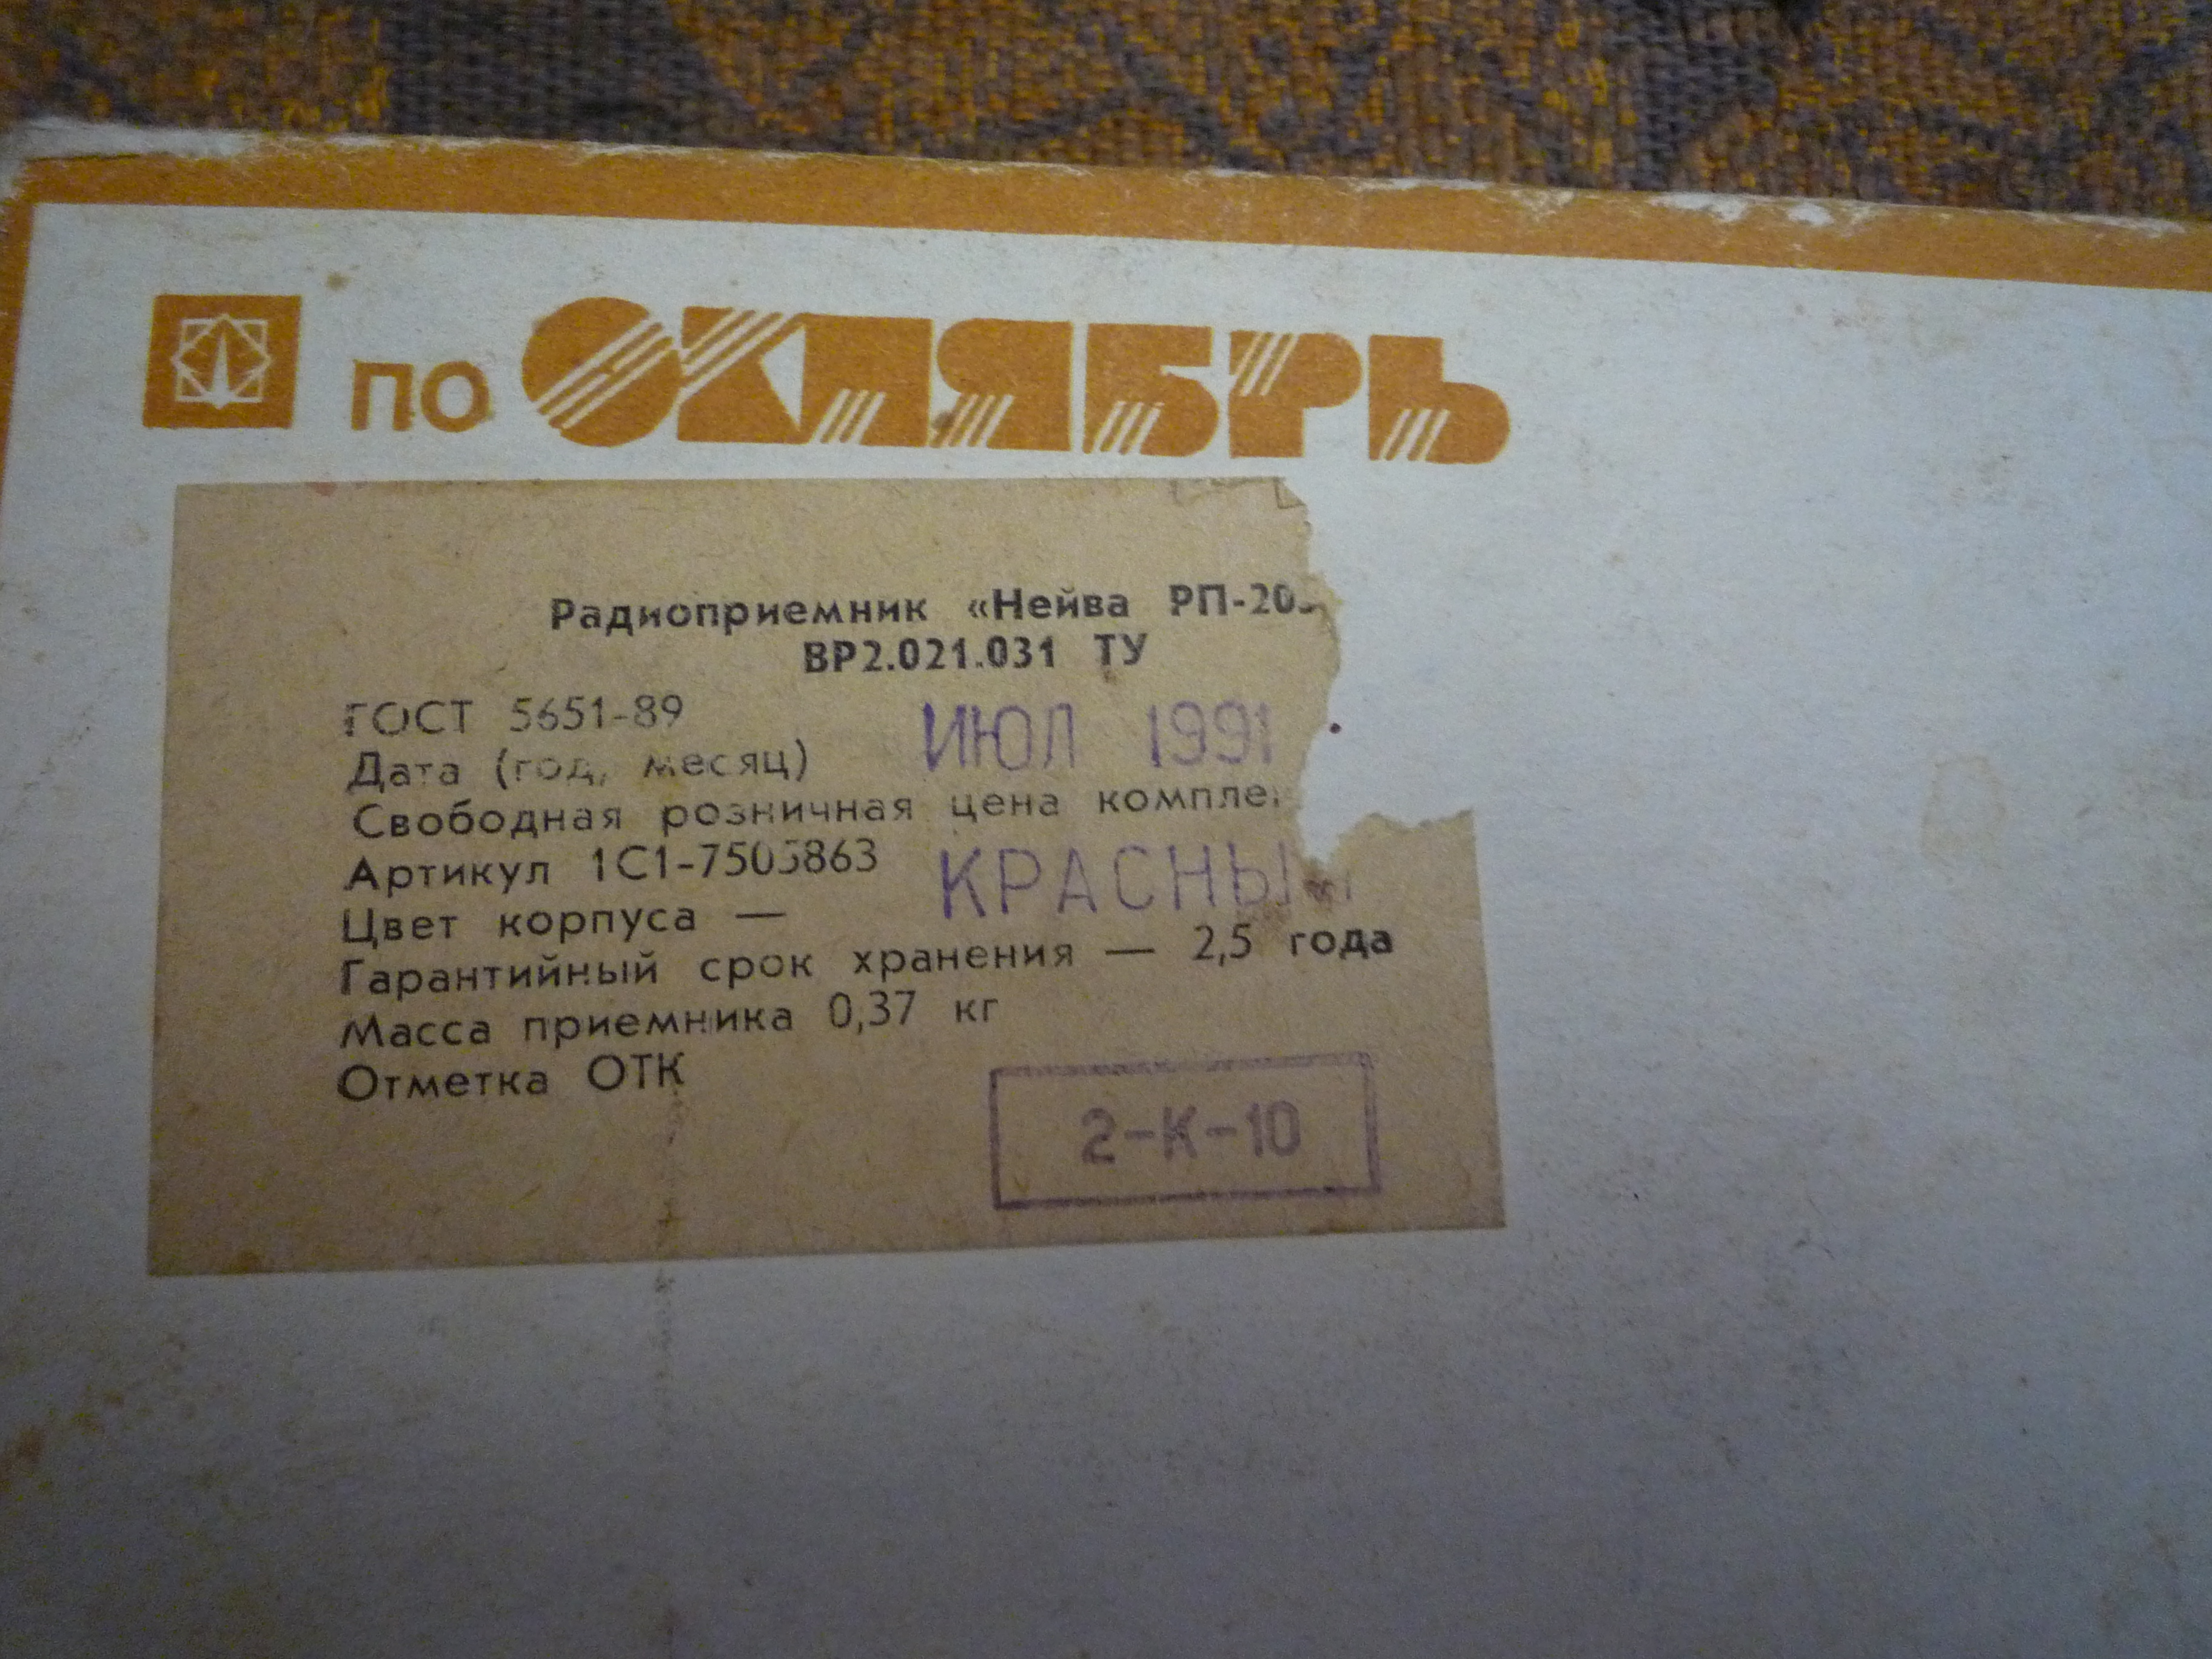 ПО ОКТЯБРЬ
Радиоприемник «Нейва РП-20
ВР2.021.031 ТУ
ГОСТ 5651-89
ИЮЛ 1991
Дата (год, месяц)
Свободная розничная цена
Артикул 1С1-7505863
КРАСНЫЙ
Цвет корпуса —
Гарантийный срок хранения — 2,5 года
Масса приемника 0,37 кг
Отметка ОТК
2-К-10